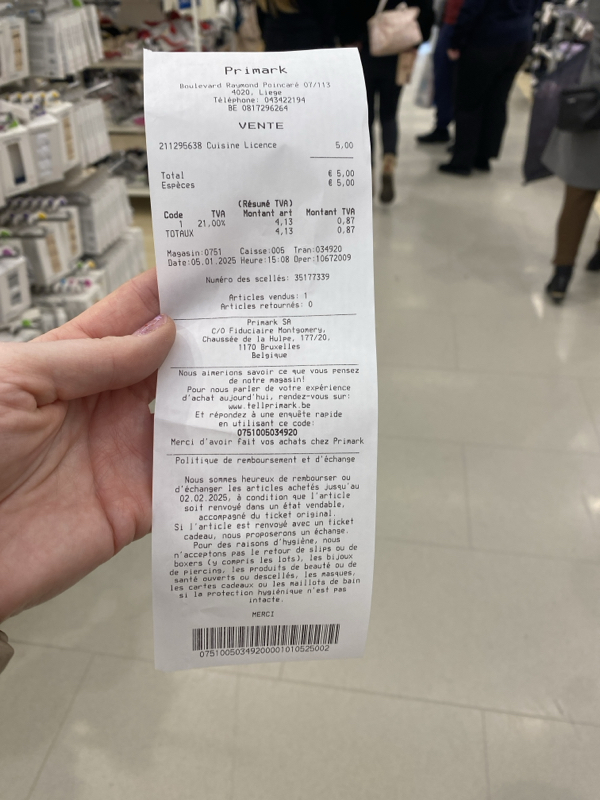 Primark
Boulevard Raymond Poincaré 07/113
4020, Liege
Téléphone: 043422194
BE 0817296264
VENTE
211295638 Cuisine Licence 5,00
Total € 5,00
Espèces € 5,00
(Résumé TVA)
Code TVA Montant art Montant TVA
1 21,00% 4,13 0,87
TOTAUX 4,13 0,87
Magasin:0751 Caisse:005 Tran:034920
Date:05.01.2025 Heure:15:08 Oper:10672009
Numéro des scellés: 35177339
Articles vendus: 1
Articles retournés: 0
Primark SA
C/O Fiduciaire Montgomery,
Chaussée de la Hulpe, 177/20,
1170 Bruxelles
Belgique
Nous aimerions savoir ce que vous pensez
de notre magasin!
Pour nous parler de votre expérience
d'achat aujourd'hui, rendez-vous sur:
www.tellprimark.be
Et répondez à une enquête rapide
en utilisant ce code:
0751005034920
Merci d'avoir fait vos achats chez Primark
Politique de remboursement et d'échange
Nous sommes heureux de rembourser ou
d'échanger les articles achetés jusqu'au
02.02.2025, à condition que l'article
soit renvoyé dans un état vendable,
accompagné du ticket original.
Si l'article est renvoyé avec un ticket
cadeau, nous proposerons un échange.
Pour des raisons d'hygiène, nous
n'acceptons pas le retour de slips ou de
boxers (y compris les lots), les bijoux
de piercing, les produits de beauté ou de
santé ouverts ou descellés, les masques,
les cartes cadeaux ou les maillots de bain
si la protection hygiénique n'est pas
intacte.
MERCI
07510050349200001010525002